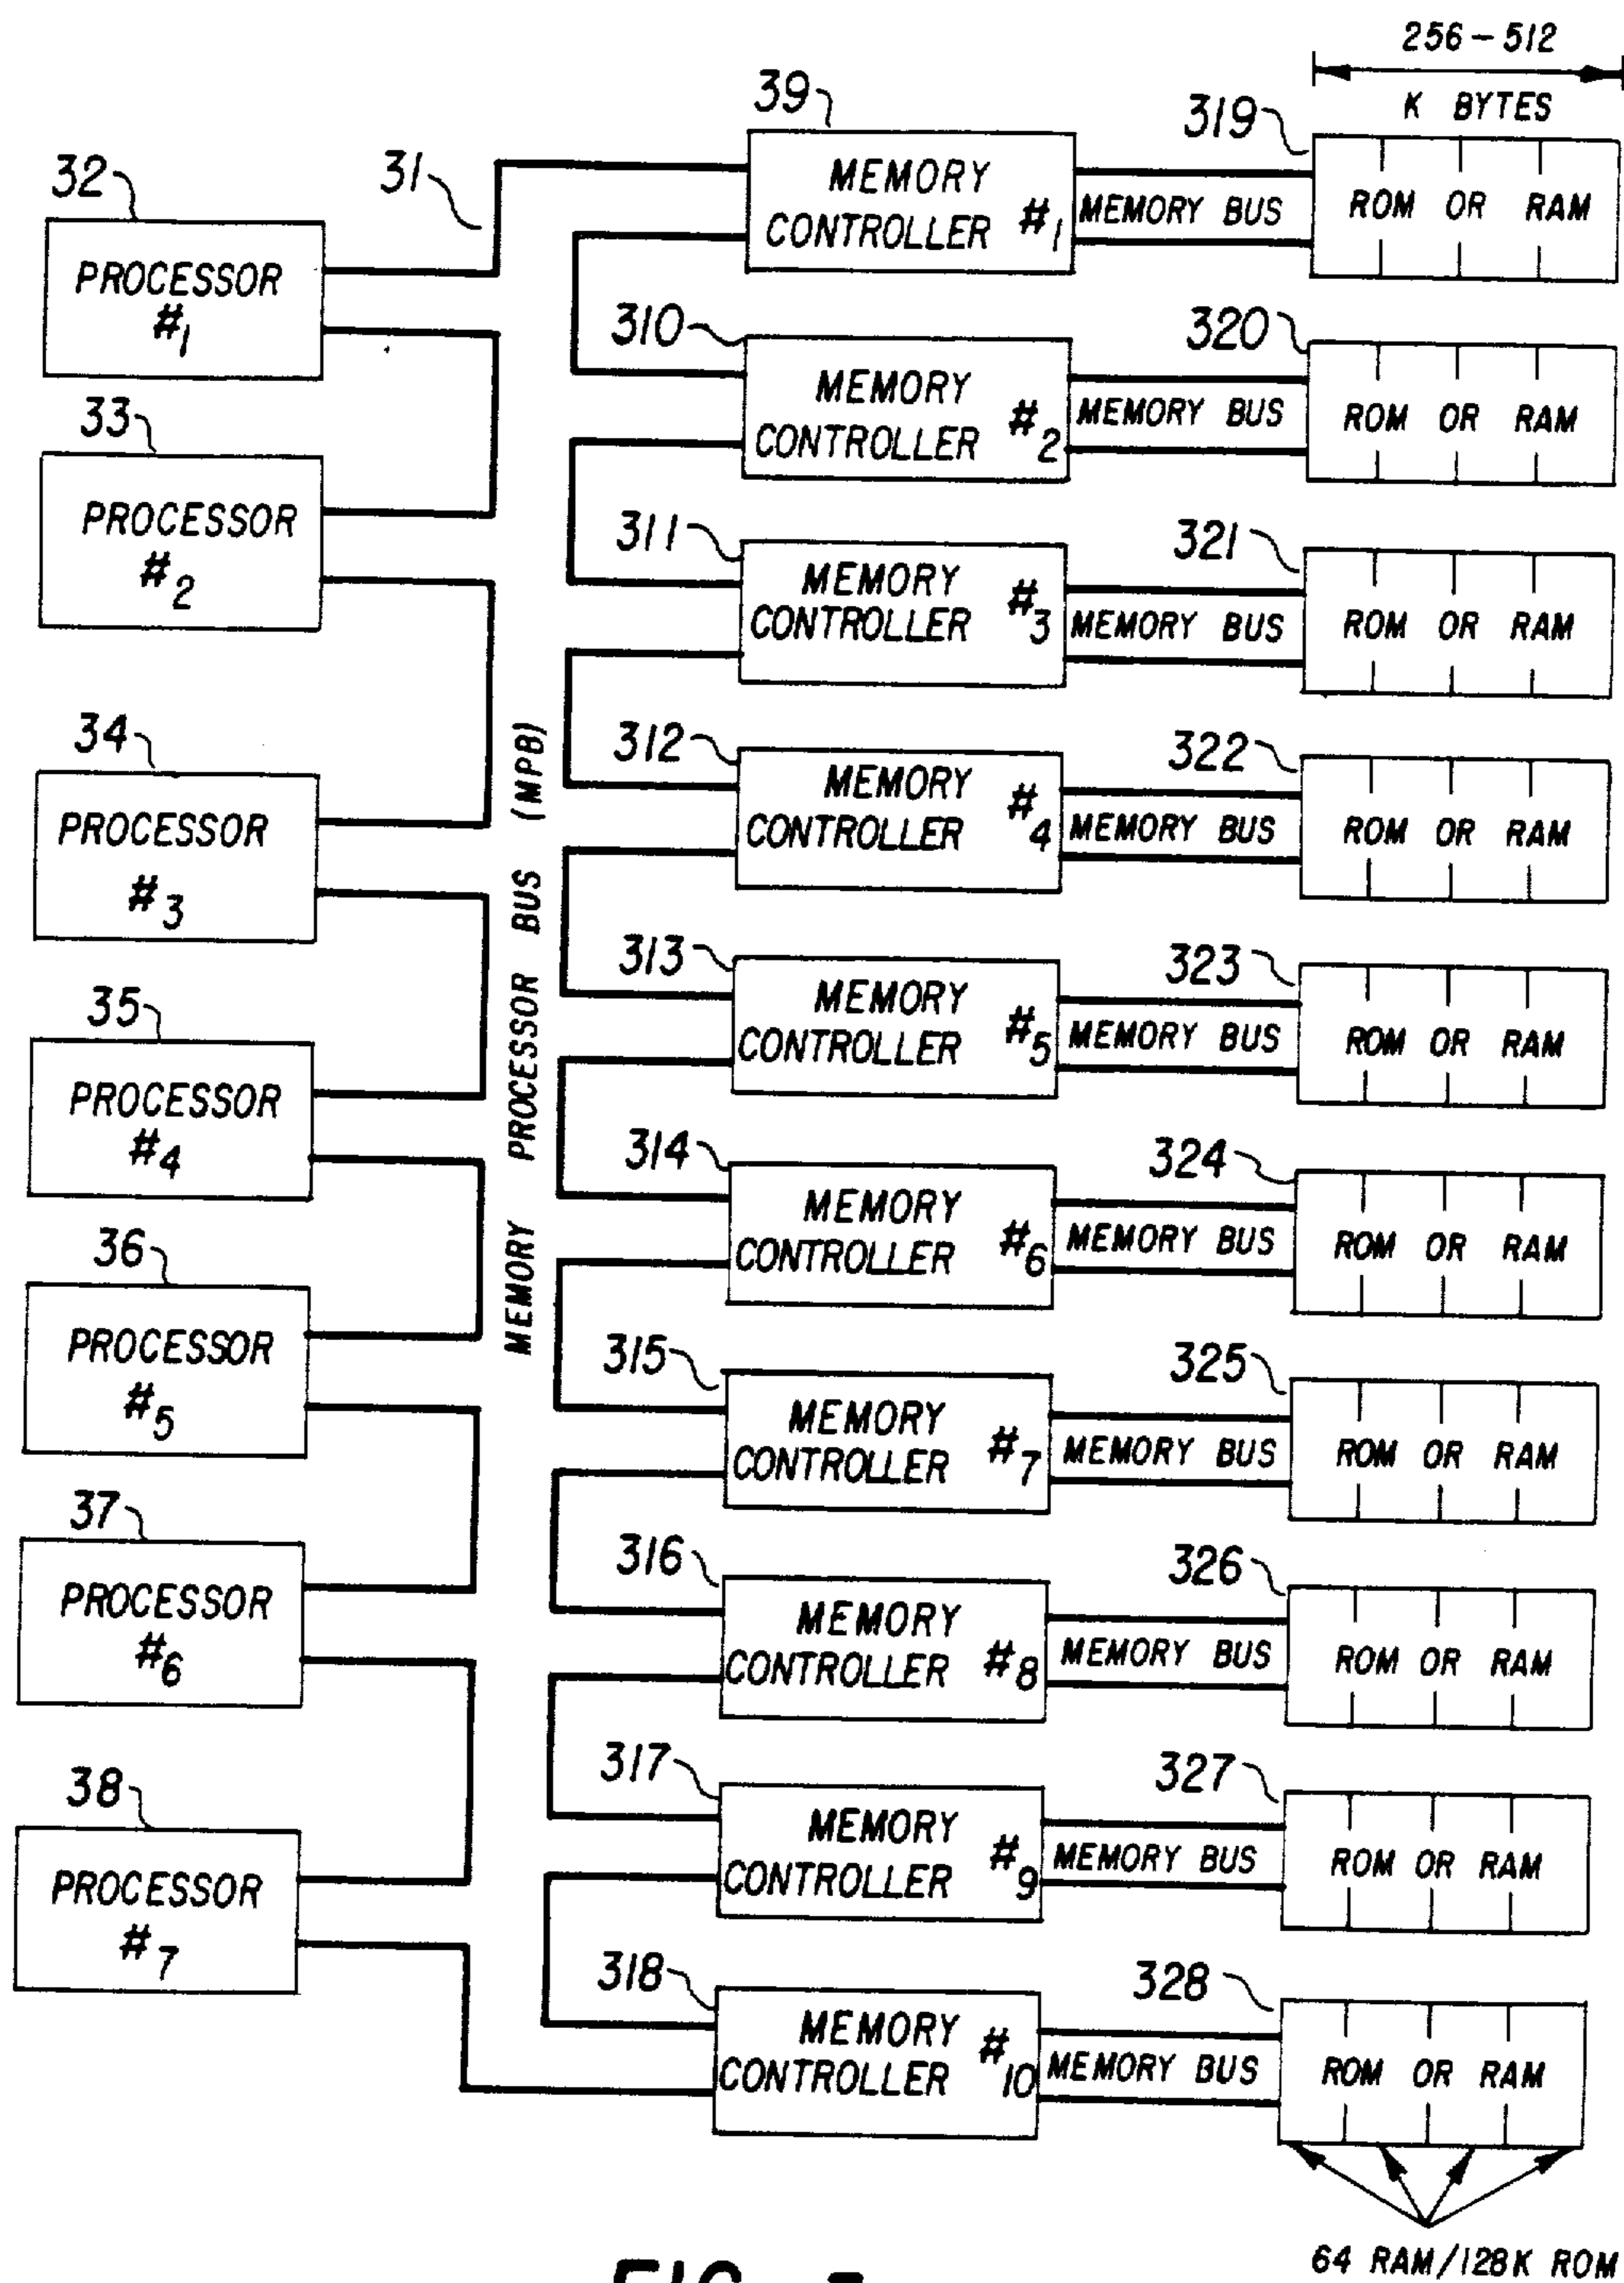 256-512
K BYTES
32
31
39
319
PROCESSOR
#1
MEMORY
CONTROLLER #1
MEMORY BUS
ROM OR RAM
33
310
320
PROCESSOR
#2
MEMORY
CONTROLLER #2
MEMORY BUS
ROM OR RAM
34
311
321
PROCESSOR
#3
MEMORY
CONTROLLER #3
MEMORY BUS
ROM OR RAM
MEMORY PROCESSOR BUS (MPB)
312
322
MEMORY
CONTROLLER #4
MEMORY BUS
ROM OR RAM
35
313
323
PROCESSOR
#4
MEMORY
CONTROLLER #5
MEMORY BUS
ROM OR RAM
36
314
324
PROCESSOR
#5
MEMORY
CONTROLLER #6
MEMORY BUS
ROM OR RAM
315
325
MEMORY
CONTROLLER #7
MEMORY BUS
ROM OR RAM
37
316
326
PROCESSOR
#6
MEMORY
CONTROLLER #8
MEMORY BUS
ROM OR RAM
38
317
327
PROCESSOR
#7
MEMORY
CONTROLLER #9
MEMORY BUS
ROM OR RAM
318
328
MEMORY
CONTROLLER #10
MEMORY BUS
ROM OR RAM
64 RAM/128K ROM
FIG